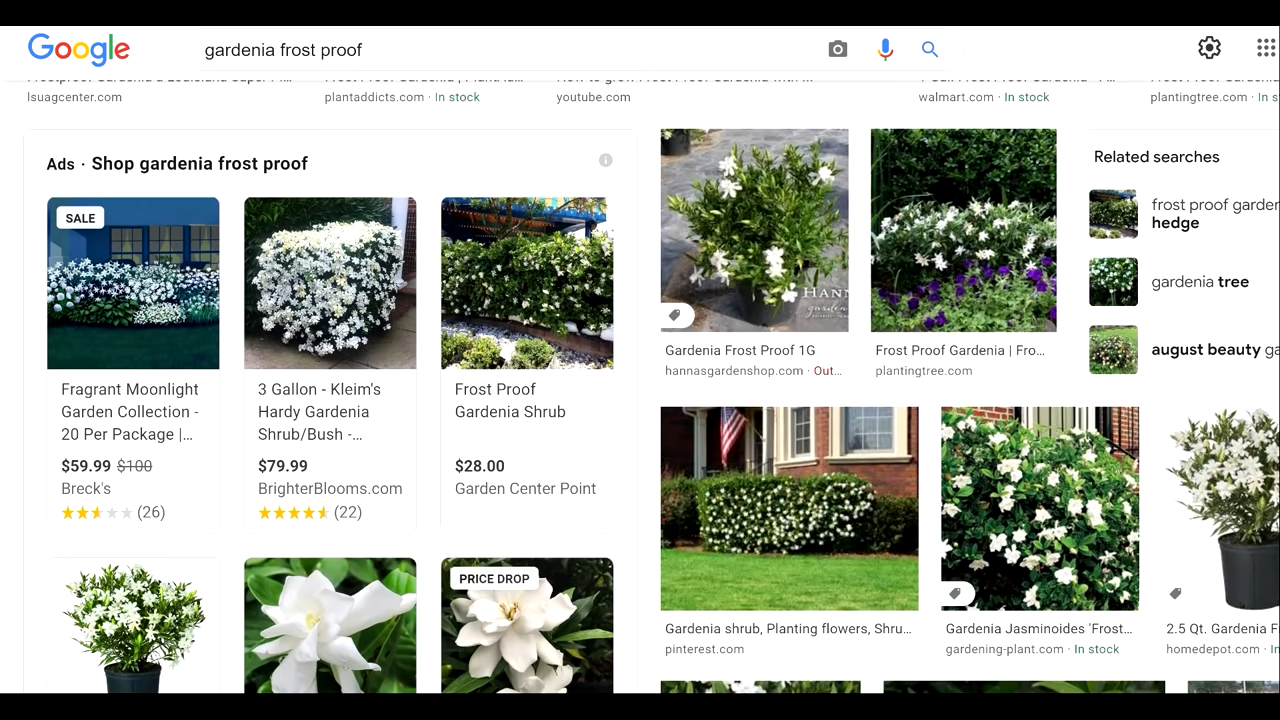 Google
gardenia frost proof
lsuagcenter.com
plantaddicts.com · In stock
youtube.com
walmart.com · In stock
plantingtree.com · In s
Ads · Shop gardenia frost proof
SALE
Fragrant Moonlight
Garden Collection -
20 Per Package |...
$59.99 $100
Breck's
(26)
3 Gallon - Kleim's
Hardy Gardenia
Shrub/Bush -...
$79.99
BrighterBlooms.com
(22)
Frost Proof
Gardenia Shrub
$28.00
Garden Center Point
PRICE DROP
HANN
Gardenia Frost Proof 1G
hannasgardenshop.com · Out...
Frost Proof Gardenia | Fro...
plantingtree.com
Related searches
frost proof garden
hedge
gardenia tree
august beauty ga
Gardenia shrub, Planting flowers, Shru...
pinterest.com
Gardenia Jasminoides 'Frost...
gardening-plant.com · In stock
2.5 Qt. Gardenia F
homedepot.com · In